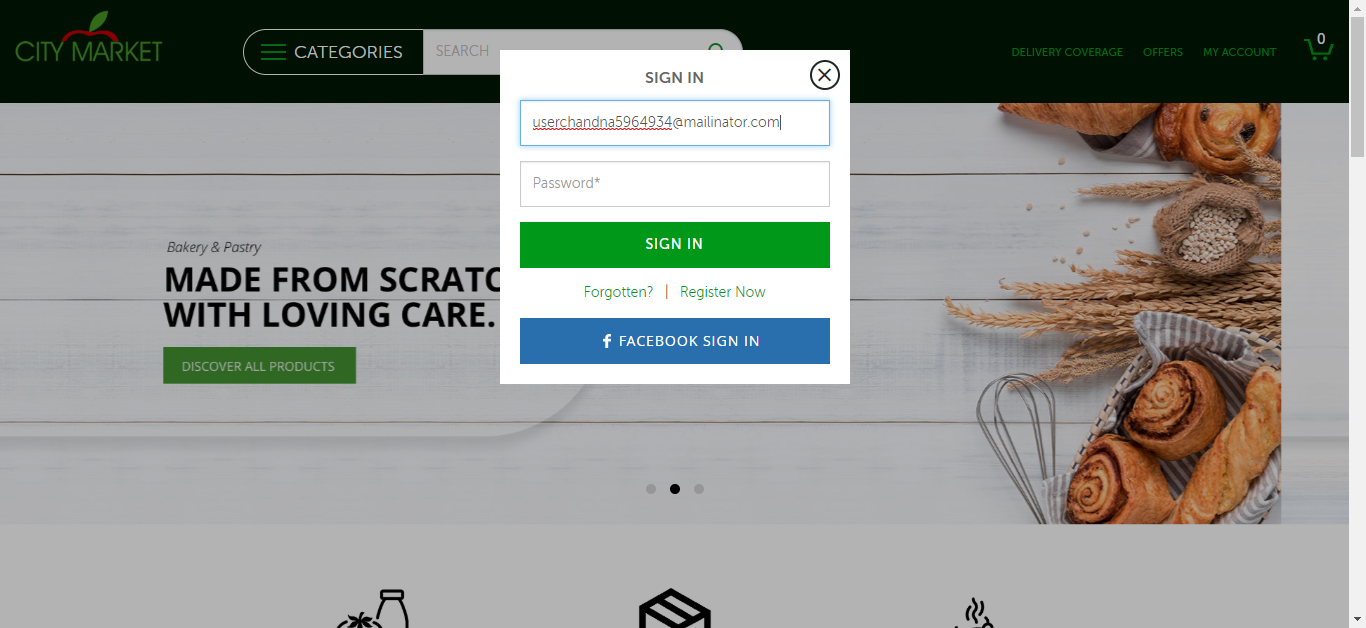 CITY MARKET
CATEGORIES
SEARCH
DELIVERY COVERAGE
OFFERS
MY ACCOUNT
0
SIGN IN
userchandna5964934@mailinator.com
Password*
SIGN IN
Forgotten? | Register Now
f FACEBOOK SIGN IN
Bakery & Pastry
MADE FROM SCRATC
WITH LOVING CARE.
DISCOVER ALL PRODUCTS